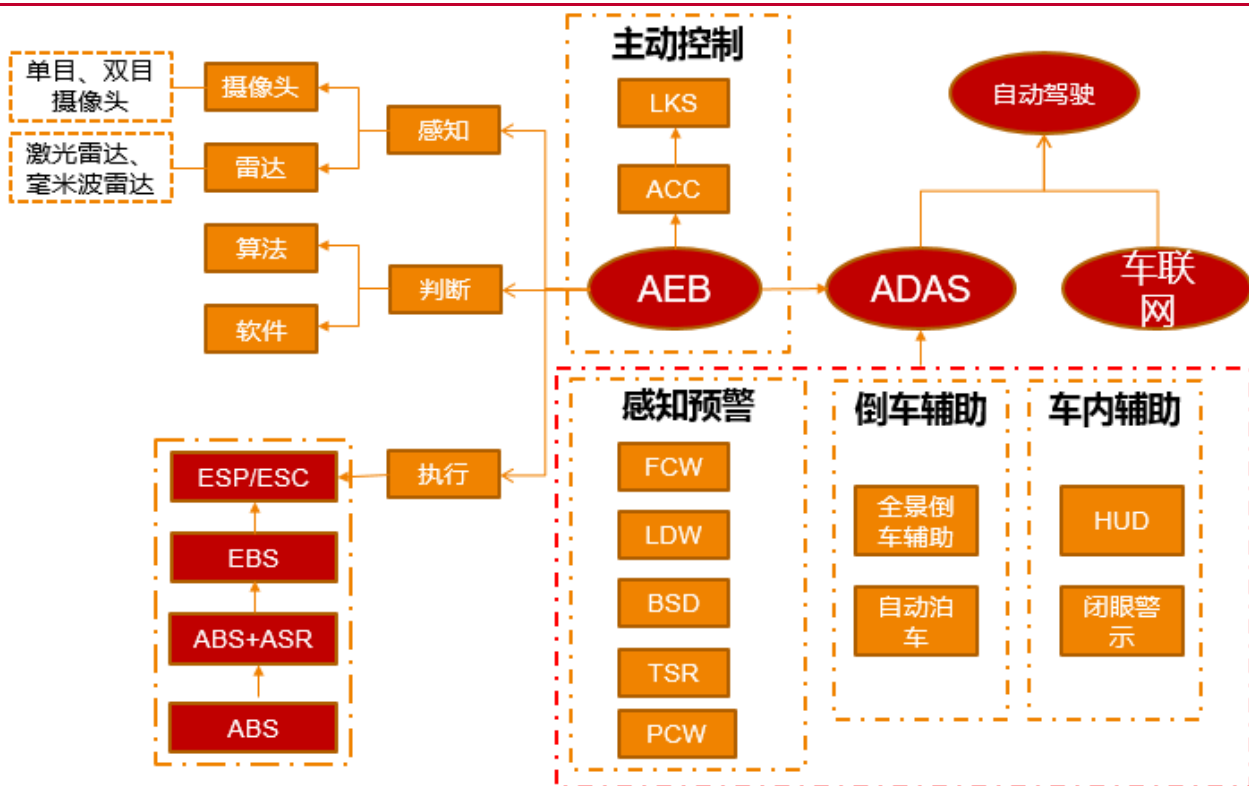 主动控制
单目、双目
摄像头
摄像头
LKS
自动驾驶
感知
激光雷达、
毫米波雷达
雷达
ACC
算法
判断
AEB
ADAS
车联
网
软件
感知预警
倒车辅助
车内辅助
ESP/ESC
执行
FCW
全景倒
车辅助
HUD
EBS
LDW
BSD
自动泊
车
闭眼警
示
ABS+ASR
TSR
ABS
PCW